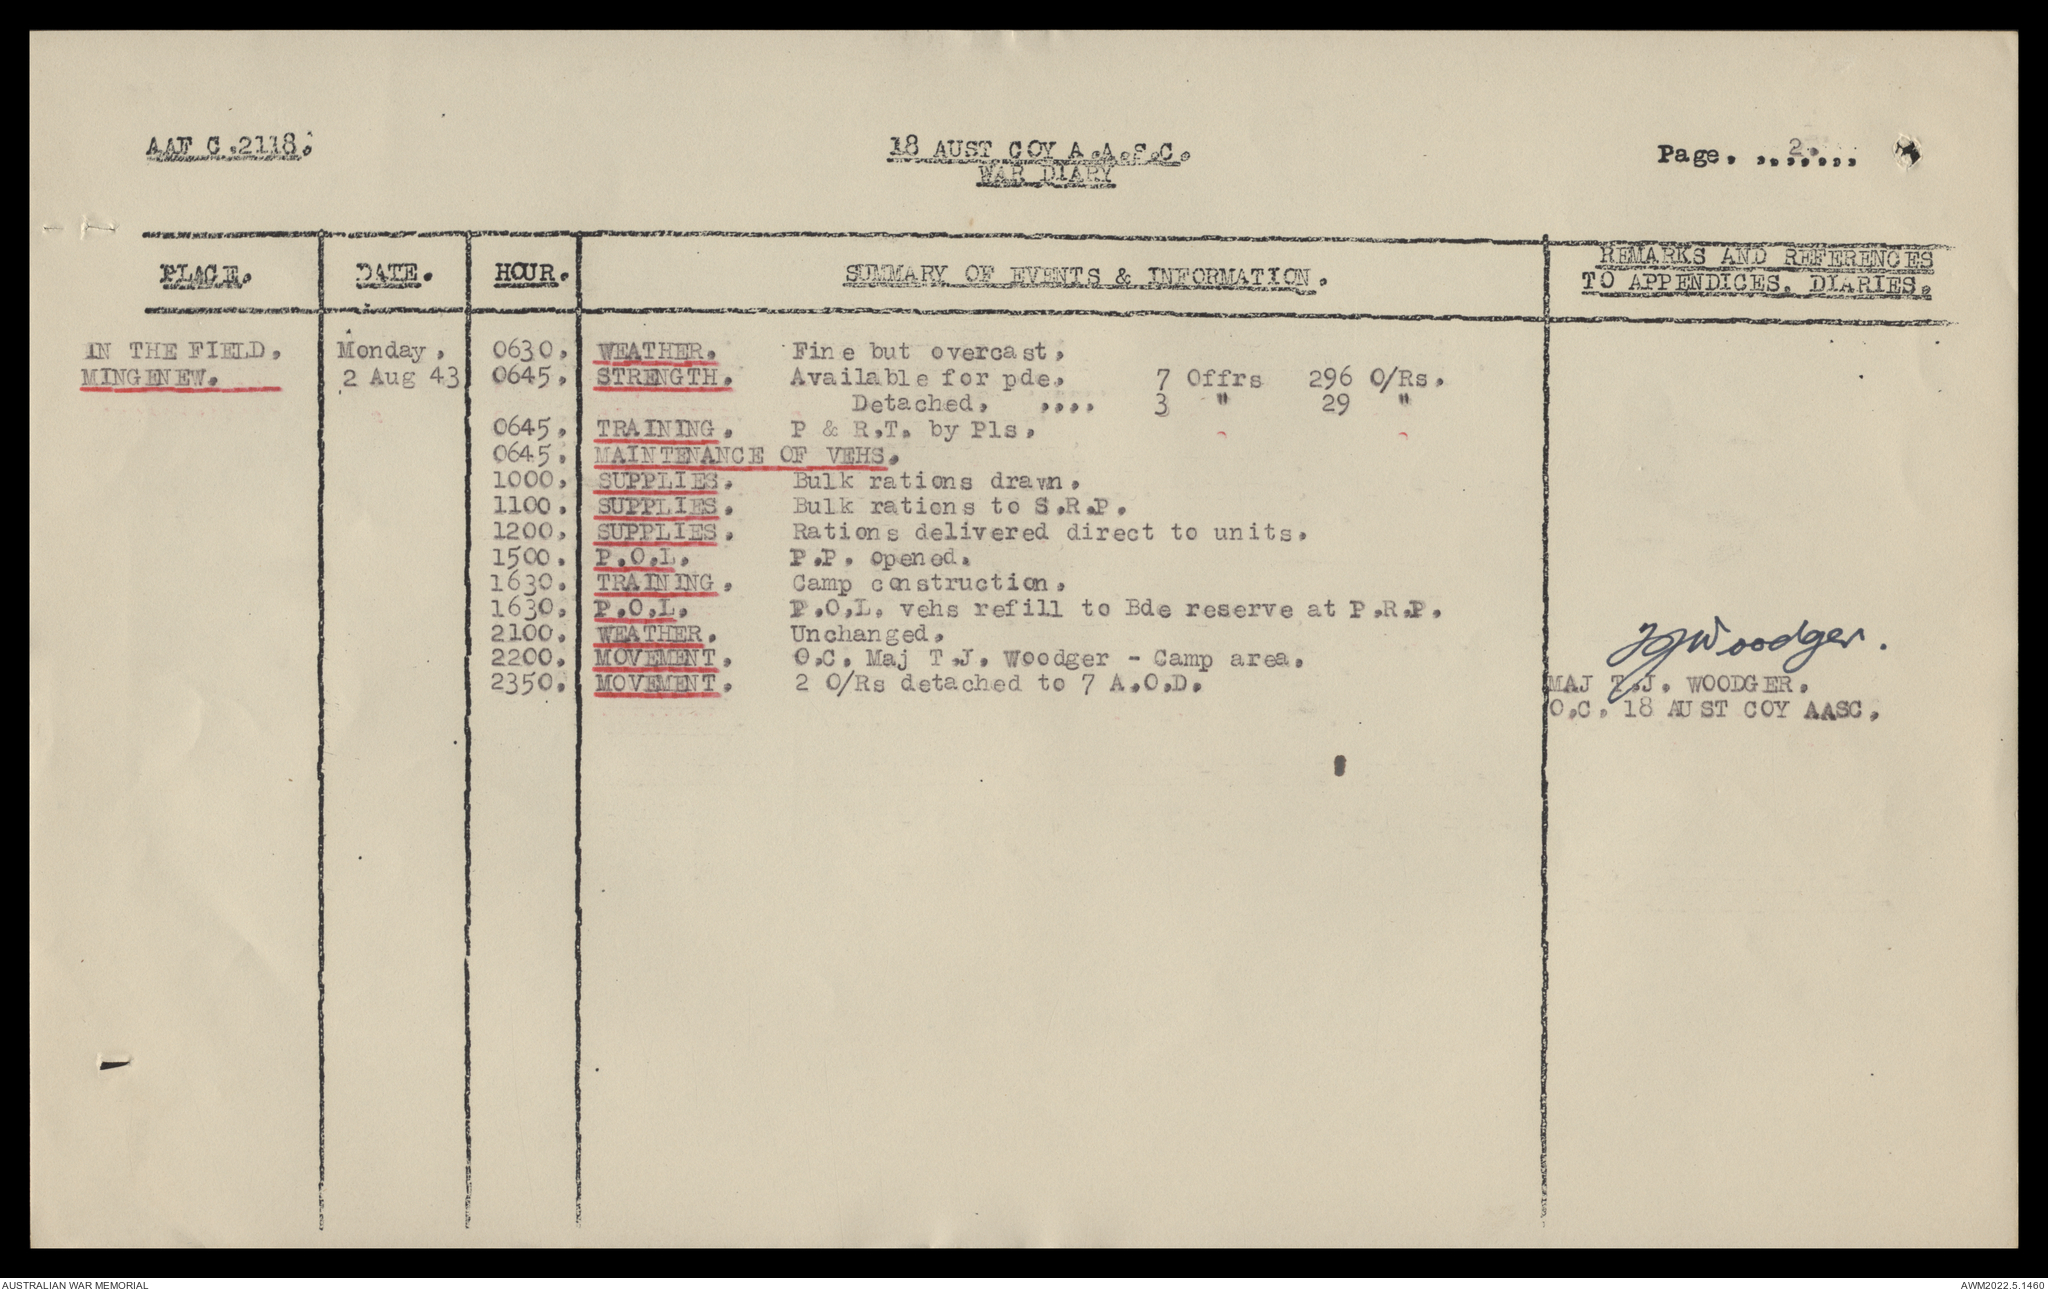 AAF C.2118.
18 AUST COY A.A.S.C.
WAR DIARY
Page. ..2.....
PLACE. DATE. HOUR. SUMMARY OF EVENTS & INFORMATION. REMARKS AND REFERENCES
TO APPENDICES. DIARIES.
IN THE FIELD. Monday. 0630. WEATHER. Fine but overcast.
MINGENEW. 2 Aug 43 0645. STRENGTH. Available for pde. 7 Offrs 296 O/Rs.
Detached. .... 3 " 29 "
0645. TRAINING. P & R.T. by Pls.
0645. MAINTENANCE OF VEHS.
1000. SUPPLIES. Bulk rations drawn.
1100. SUPPLIES. Bulk rations to S.R.P.
1200. SUPPLIES. Rations delivered direct to units.
1500. P.O.L. P.P. opened.
1630. TRAINING. Camp construction.
1630. P.O.L. P.O.L. vehs refill to Bde reserve at P.R.P.
2100. WEATHER. Unchanged.
2200. MOVEMENT. O.C. Maj T.J. Woodger - Camp area.
2350. MOVEMENT. 2 O/Rs detached to 7 A.O.D.
TJWoodger.
MAJ T.J. WOODGER.
O.C. 18 AUST COY AASC.
AUSTRALIAN WAR MEMORIAL
AWM2022.5.1460